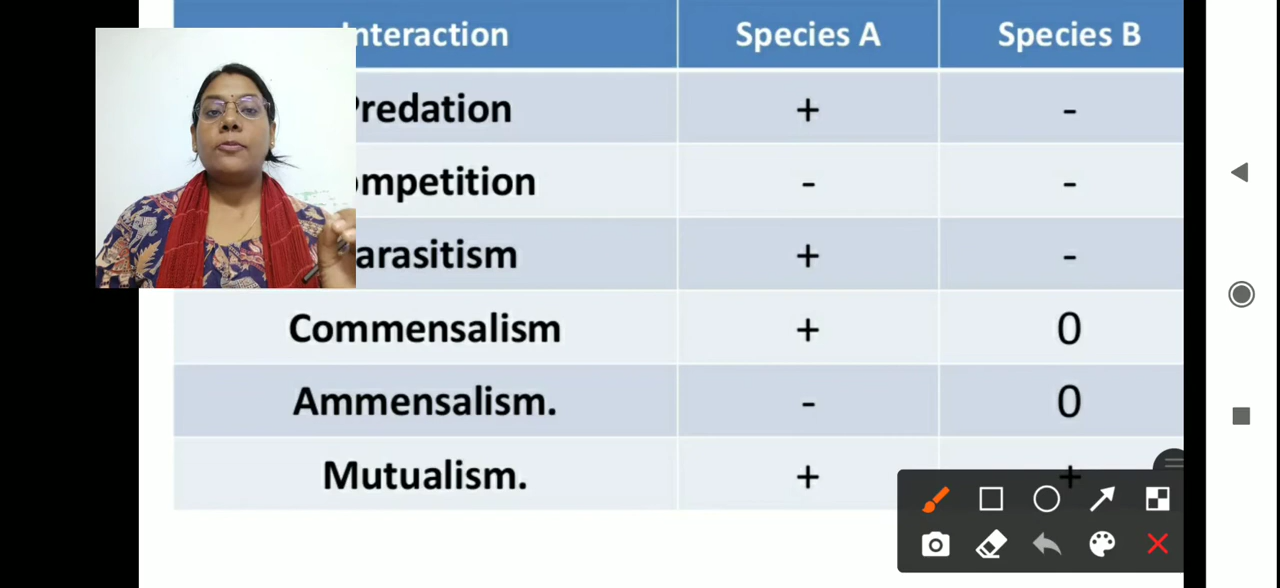 nteraction Species A Species B
redation + -
mpetition - -
arasitism + -
Commensalism + 0
Ammensalism. - 0
Mutualism. + +